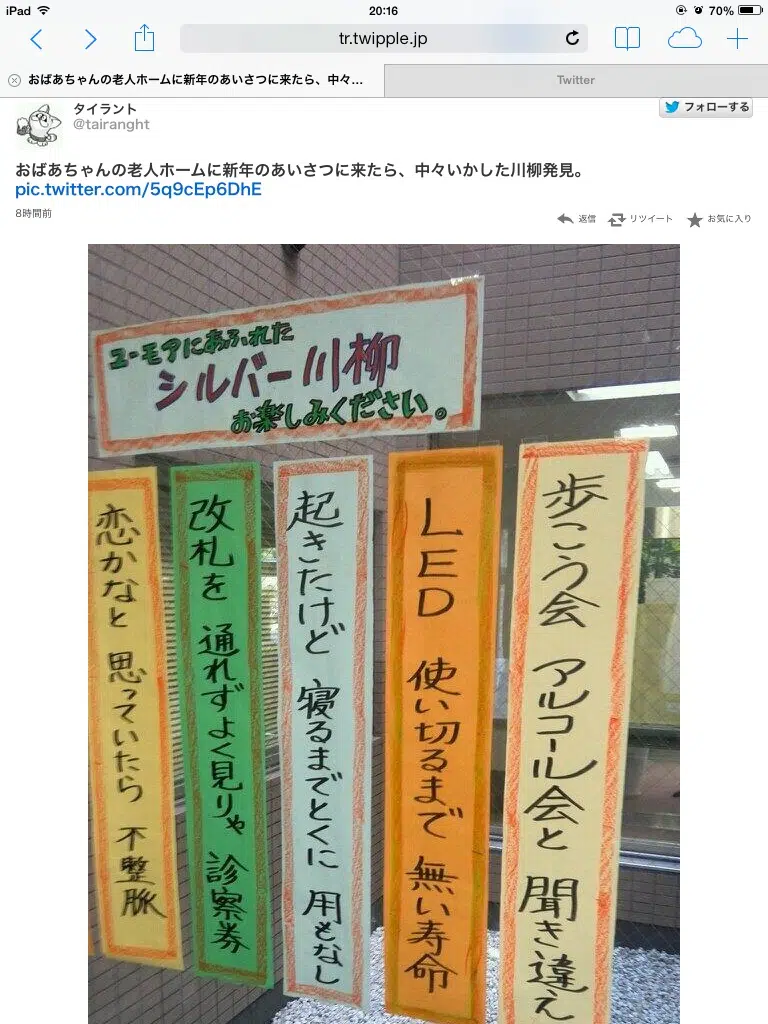 iPad
20:16
70%
tr.twipple.jp
おばあちゃんの老人ホームに新年のあいさつに来たら、中々...
Twitter
タイラント
@tairanght
フォローする
おばあちゃんの老人ホームに新年のあいさつに来たら、中々いかした川柳発見。
pic.twitter.com/5q9cEp6DhE
8時間前
返信
リツイート
お気に入り
ユーモアにあふれた
シルバー川柳
お楽しみください。
歩こう会 アルコール会と 聞き違え
LED 使い切るまで 無い寿命
起きたけど 寝るまでとくに 用もなし
改札を 通れずよく見りゃ 診察券
恋かなと 思っていたら 不整脈